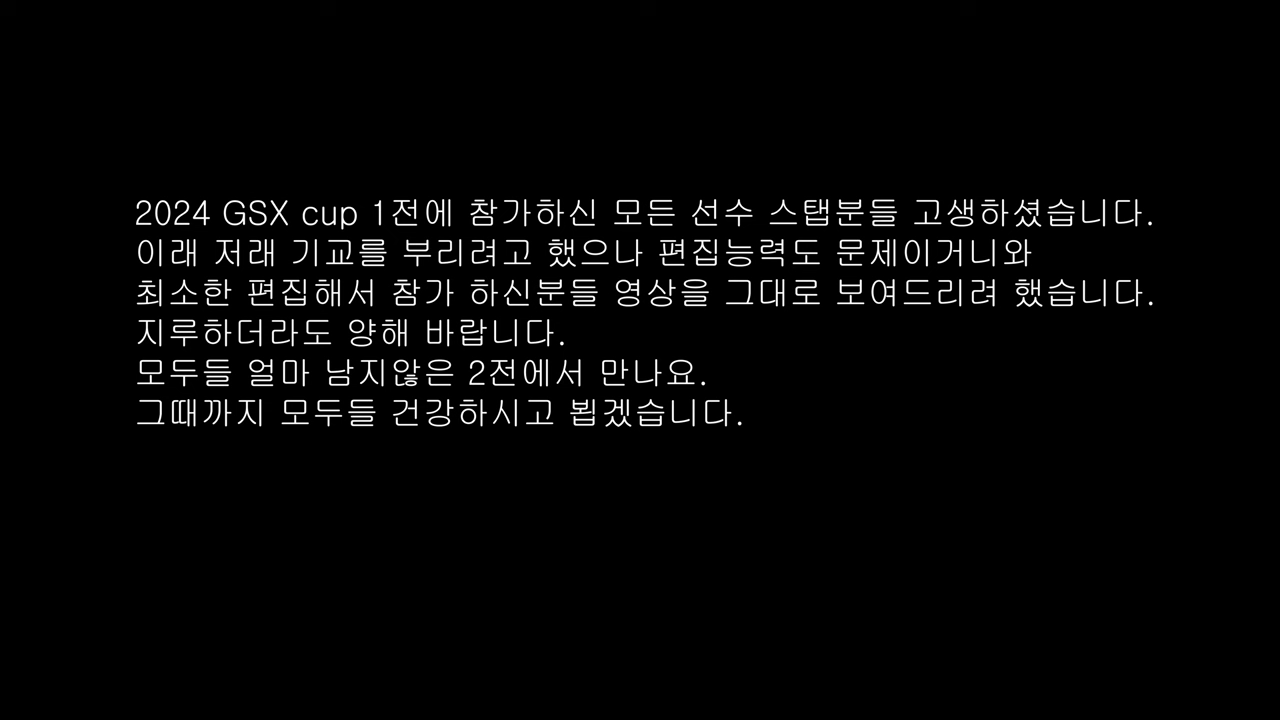 2024 GSX cup 1전에 참가하신 모든 선수 스탭분들 고생하셨습니다.
이래 저래 기교를 부리려고 했으나 편집능력도 문제이거니와
최소한 편집해서 참가 하신분들 영상을 그대로 보여드리려 했습니다.
지루하더라도 양해 바랍니다.
모두들 얼마 남지않은 2전에서 만나요.
그때까지 모두들 건강하시고 뵙겠습니다.